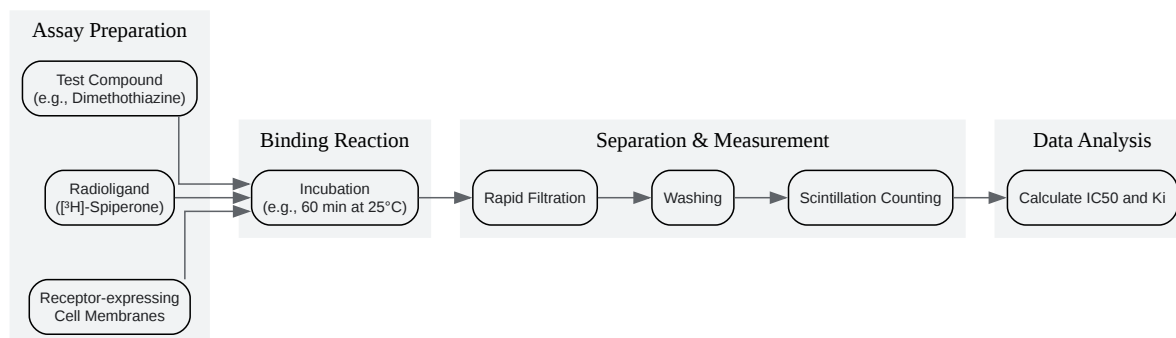 Assay Preparation
Test Compound
(e.g., Dimethothiazine)
Radioligand
([³H]-Spiperone)
Receptor-expressing
Cell Membranes
Binding Reaction
Incubation
(e.g., 60 min at 25°C)
Separation & Measurement
Rapid Filtration
Washing
Scintillation Counting
Data Analysis
Calculate IC50 and Ki